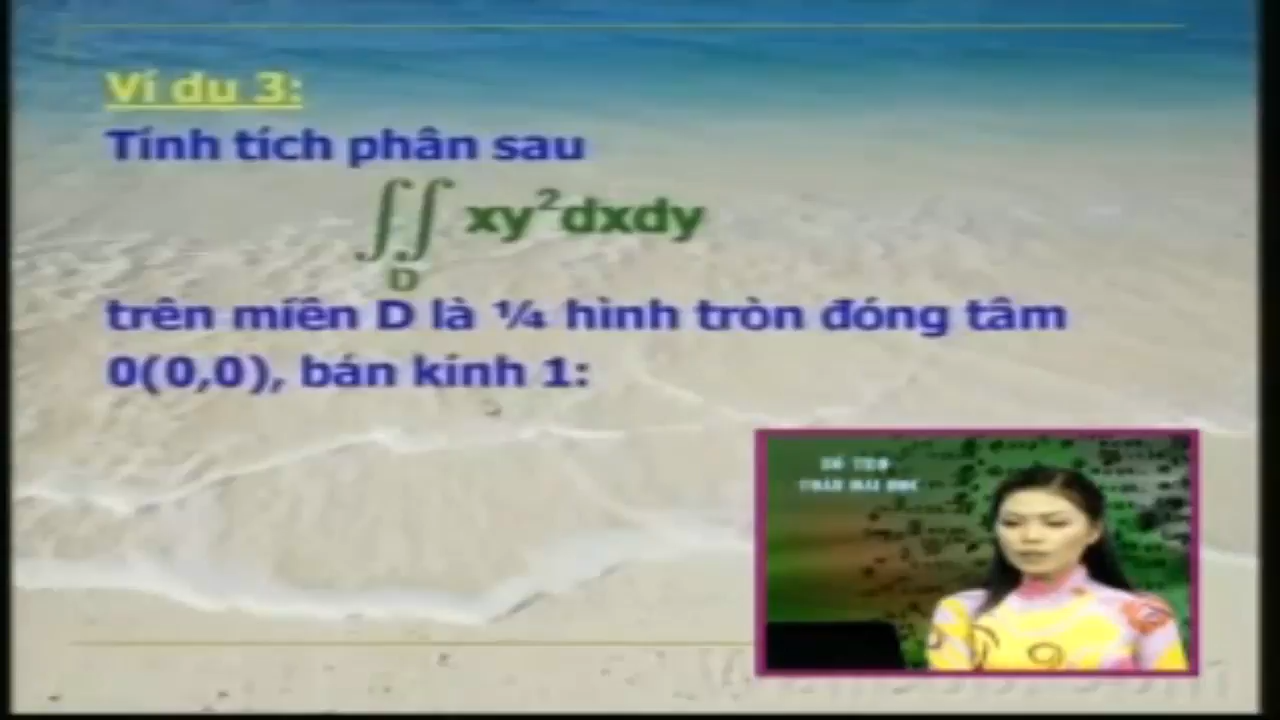 Ví dụ 3:
Tính tích phân sau
∬ xy²dxdy
D
trên miền D là ¼ hình tròn đóng tâm
0(0,0), bán kính 1: